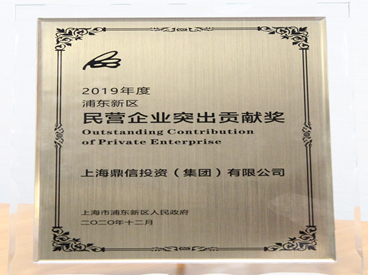 2019年度
浦东新区
民营企业突出贡献奖
Outstanding Contribution
of Private Enterprise
上海鼎信投资（集团）有限公司
上海市浦东新区人民政府
二〇二〇年十二月